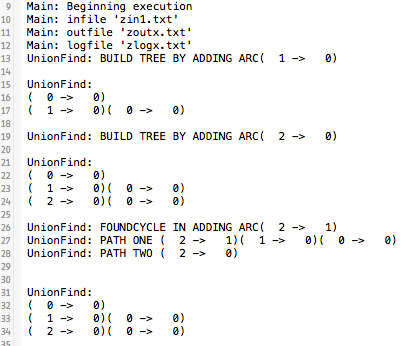 9 Main: Beginning execution
10 Main: infile 'zin1.txt'
11 Main: outfile 'zoutx.txt'
12 Main: logfile 'zlogx.txt'
13 UnionFind: BUILD TREE BY ADDING ARC(  1 ->   0)
14
15 UnionFind:
16 (  0 ->   0)
17 (  1 ->   0)(  0 ->   0)
18
19 UnionFind: BUILD TREE BY ADDING ARC(  2 ->   0)
20
21 UnionFind:
22 (  0 ->   0)
23 (  1 ->   0)(  0 ->   0)
24 (  2 ->   0)(  0 ->   0)
25
26 UnionFind: FOUNDCYCLE IN ADDING ARC(  2 ->   1)
27 UnionFind: PATH ONE (  2 ->   1)(  1 ->   0)(  0 ->   0)
28 UnionFind: PATH TWO (  2 ->   0)
29
30
31 UnionFind:
32 (  0 ->   0)
33 (  1 ->   0)(  0 ->   0)
34 (  2 ->   0)(  0 ->   0)
35